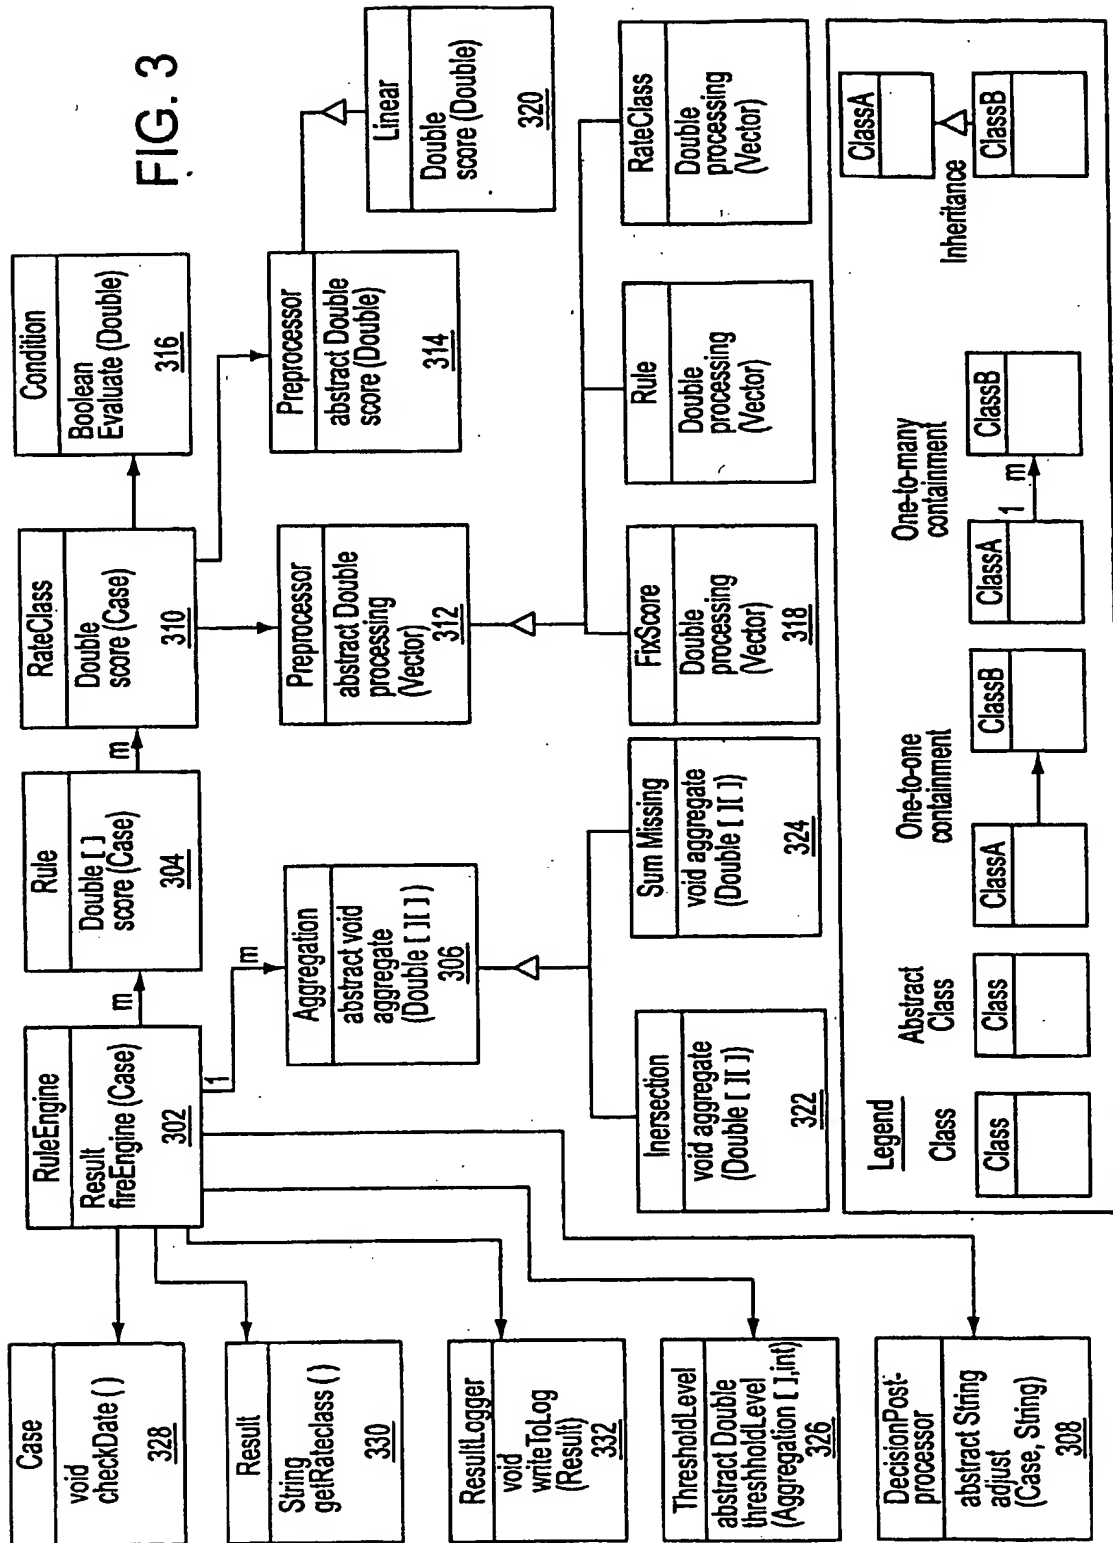 FIG. 3
Case
void
checkDate ( )
328
Result
String
getRateclass ( )
330
ResultLogger
void
writeToLog
(Result)
332
ThresholdLevel
abstract Double
threshholdLevel
(Aggregation [ ],int)
326
DecisionPost-
processor
abstract String
adjust
(Case, String)
308
RuleEngine
Result
fireEngine (Case)
302
m
1
m
Rule
Double [ ]
score (Case)
304
m
RateClass
Double
score (Case)
310
Condition
Boolean
Evaluate (Double)
316
Aggregation
abstract void
aggregate
(Double [ ][ ])
306
Preprocessor
abstract Double
processing
(Vector)
312
Preprocessor
abstract Double
score (Double)
314
Linear
Double
score (Double)
320
Inersection
void aggregate
(Double [ ][ ])
322
Sum Missing
void aggregate
(Double [ ][ ])
324
FixScore
Double
processing
(Vector)
318
Rule
Double
processing
(Vector)
RateClass
Double
processing
(Vector)
Legend
Class
Class
Abstract
Class
Class
One-to-one
containment
ClassA
ClassB
One-to-many
containment
ClassA
1
m
ClassB
Inheritance
ClassA
ClassB